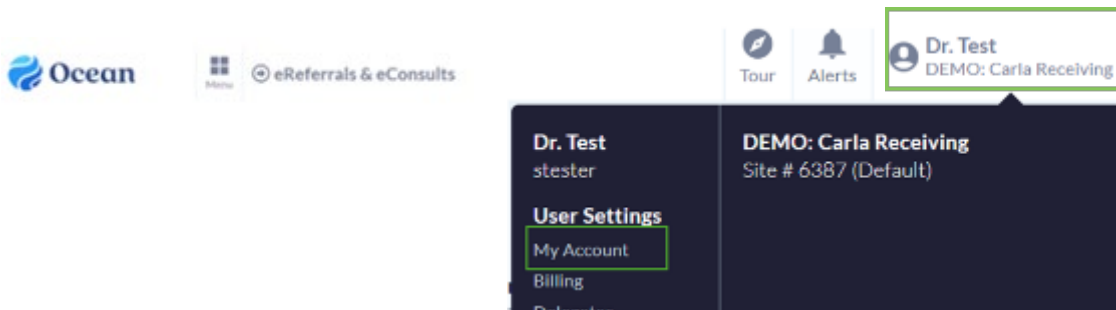 Ocean
Menu
eReferrals & eConsults
Tour
Alerts
Dr. Test
DEMO: Carla Receiving
Dr. Test
stester
User Settings
My Account
Billing
DEMO: Carla Receiving
Site # 6387 (Default)